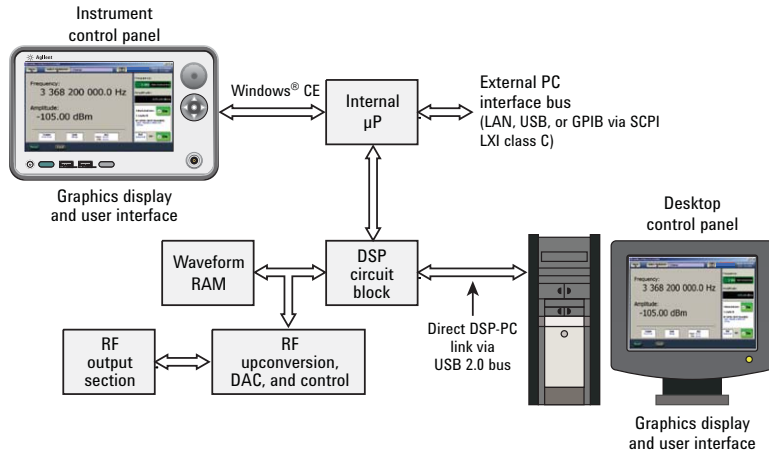 Instrument
control panel
Agilent
Frequency:
3 368 200 000.0 Hz
Amplitude:
-105.00 dBm
Graphics display
and user interface
Windows® CE
Internal
µP
External PC
interface bus
(LAN, USB, or GPIB via SCPI
LXI class C)
Waveform
RAM
DSP
circuit
block
RF
output
section
RF
upconversion,
DAC, and control
Direct DSP-PC
link via
USB 2.0 bus
Desktop
control panel
Frequency:
3 368 200 000.0 Hz
Amplitude:
-105.00 dBm
Graphics display
and user interface